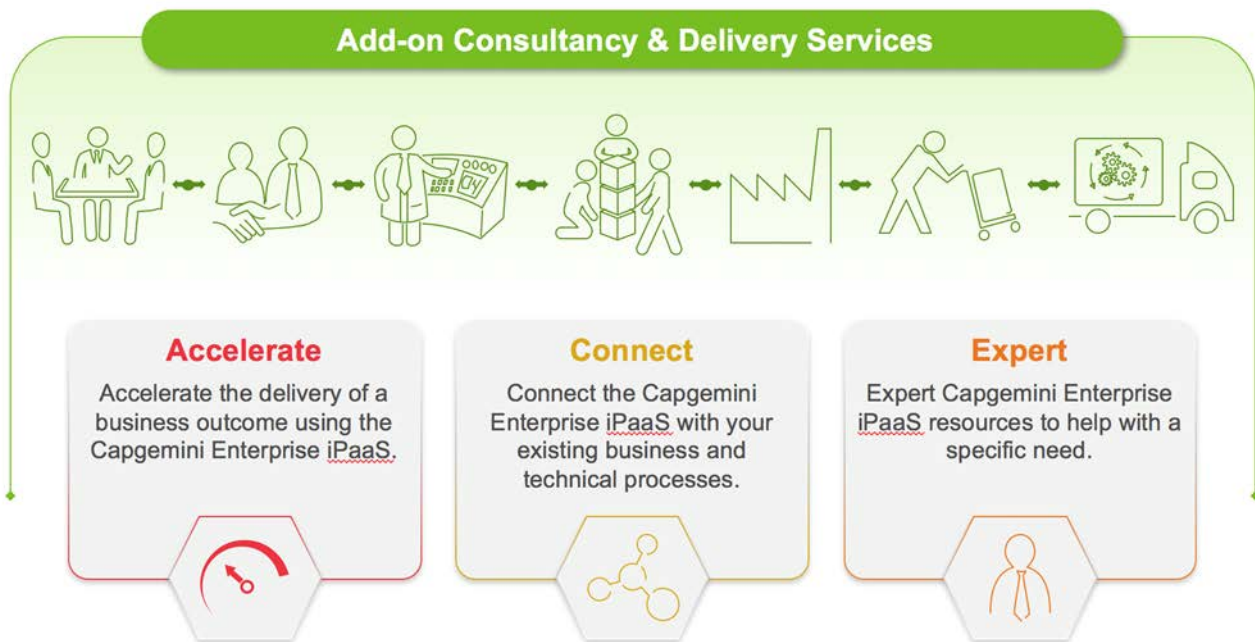 Add-on Consultancy & Delivery Services
Accelerate
Accelerate the delivery of a
business outcome using the
Capgemini Enterprise iPaaS.
Connect
Connect the Capgemini
Enterprise iPaaS with your
existing business and
technical processes.
Expert
Expert Capgemini Enterprise
iPaaS resources to help with a
specific need.